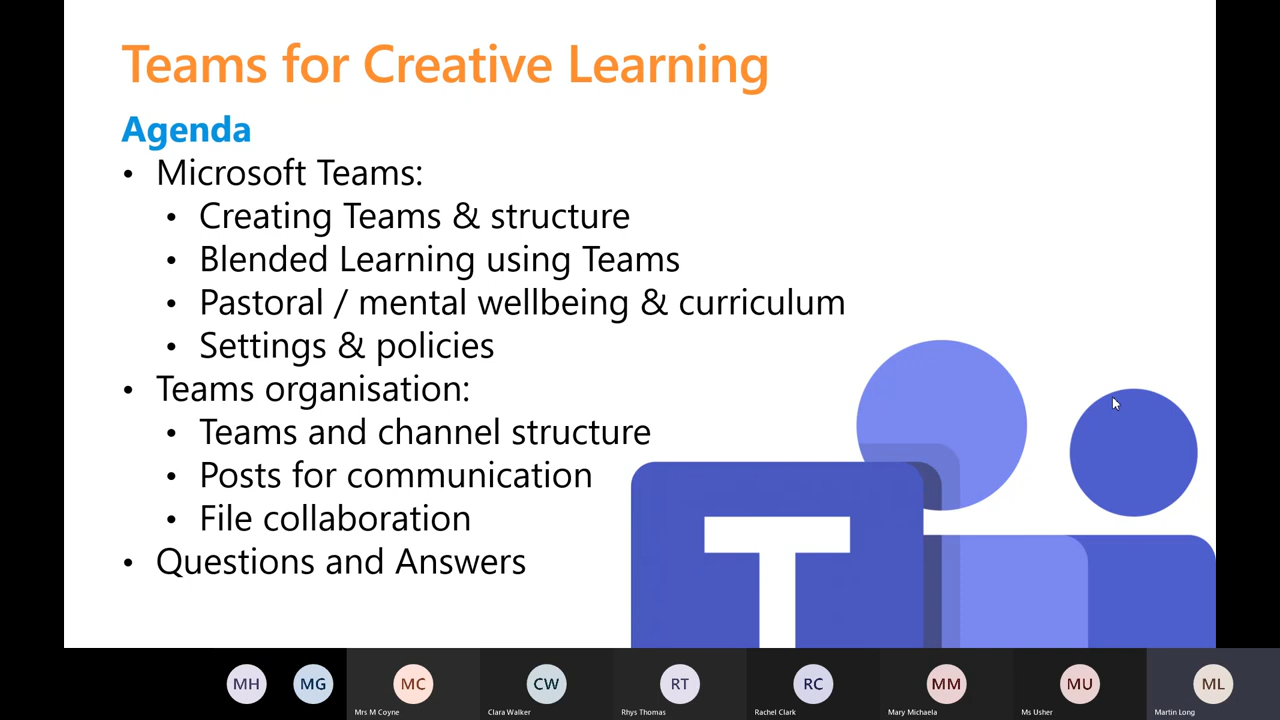 Teams for Creative Learning
Agenda
• Microsoft Teams:
• Creating Teams & structure
• Blended Learning using Teams
• Pastoral / mental wellbeing & curriculum
• Settings & policies
• Teams organisation:
• Teams and channel structure
• Posts for communication
• File collaboration
• Questions and Answers
T
MH MG MC CW RT RC MM MU ML
Mrs M Coyne Clara Walker Rhys Thomas Rachel Clark Mary Michaela Ms Usher Martin Long